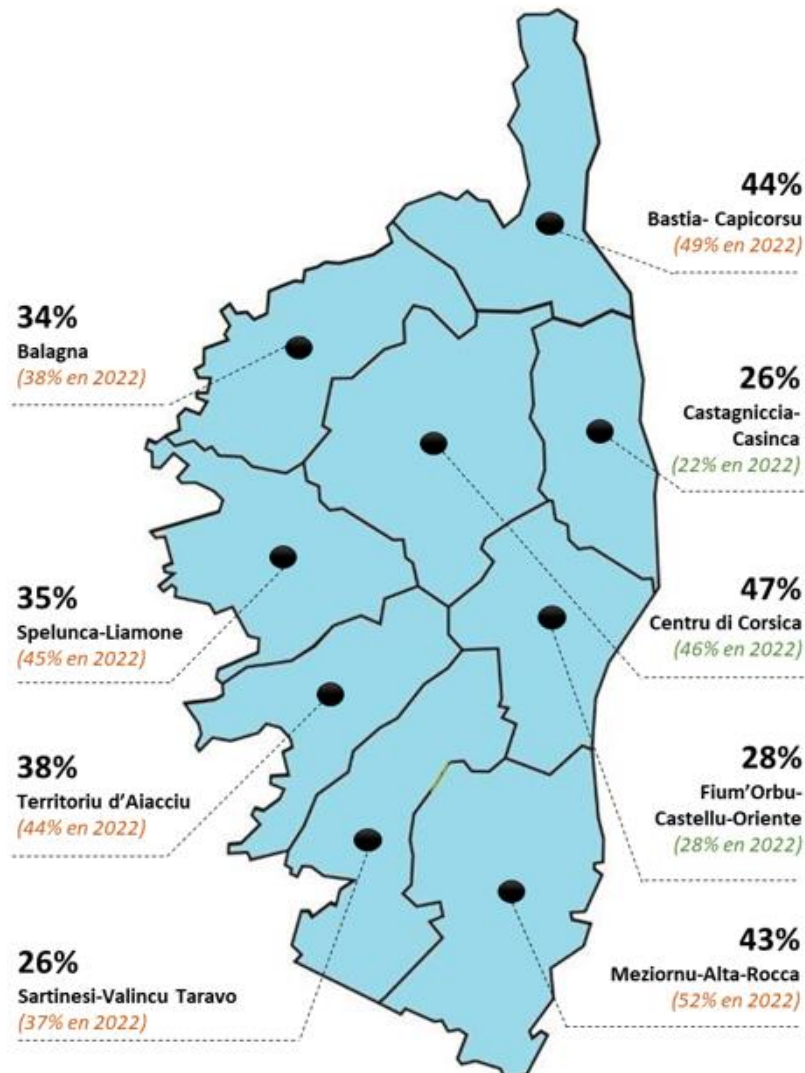 44%
Bastia- Capicorsu
(49% en 2022)
34%
Balagna
(38% en 2022)
26%
Castagniccia-
Casinca
(22% en 2022)
35%
Spelunca-Liamone
(45% en 2022)
47%
Centru di Corsica
(46% en 2022)
38%
Territoriu d’Aiacciu
(44% en 2022)
28%
Fium’Orbu-
Castellu-Oriente
(28% en 2022)
26%
Sartinesi-Valincu Taravo
(37% en 2022)
43%
Meziornu-Alta-Rocca
(52% en 2022)